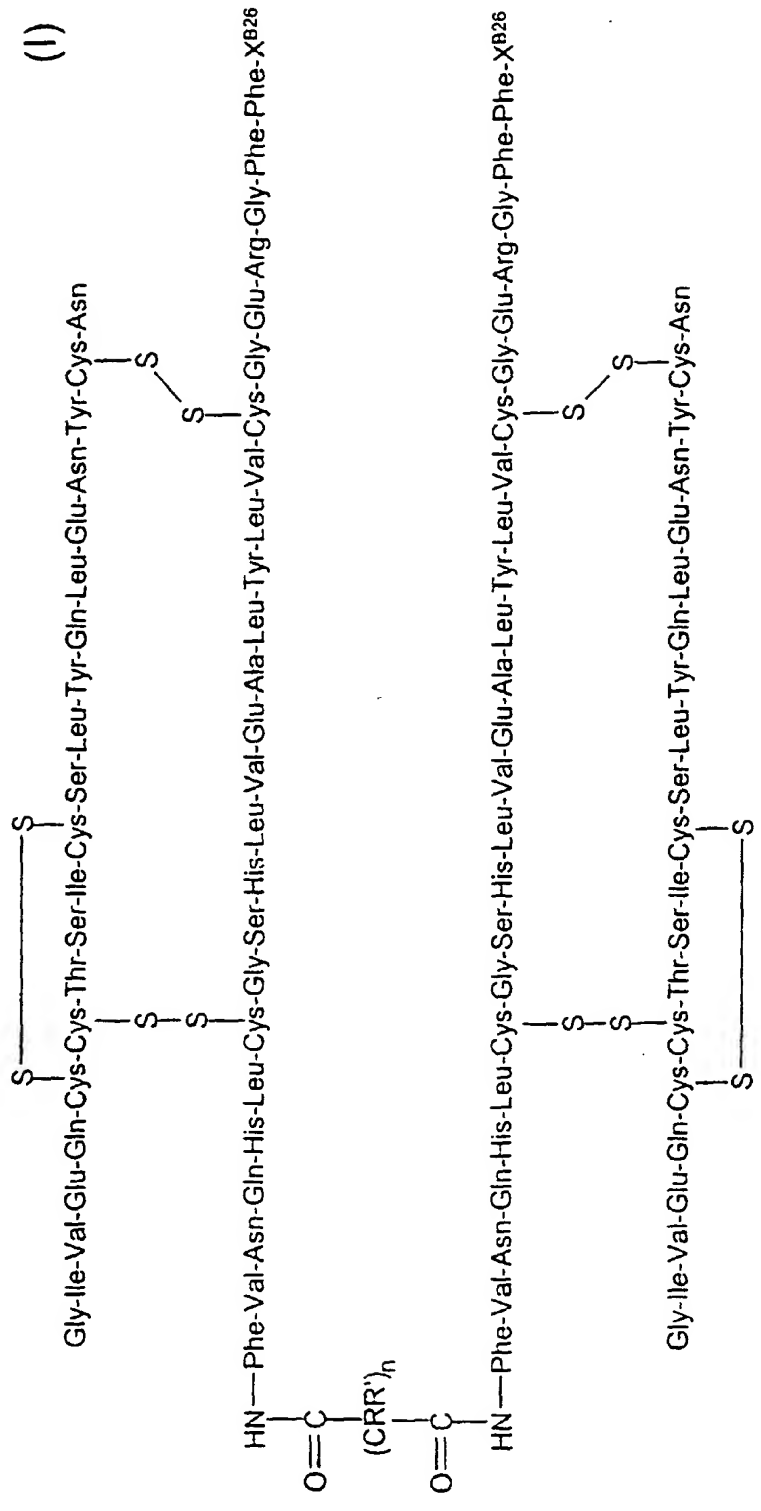 (I)
S S
Gly-Ile-Val-Glu-Gln-Cys-Cys-Thr-Ser-Ile-Cys-Ser-Leu-Tyr-Gln-Leu-Glu-Asn-Tyr-Cys-Asn
S S
S S
HN—Phe-Val-Asn-Gln-His-Leu-Cys-Gly-Ser-His-Leu-Val-Glu-Ala-Leu-Tyr-Leu-Val-Cys-Gly-Glu-Arg-Gly-Phe-Phe-X^B26
O=C
(CRR')n
O=C
HN—Phe-Val-Asn-Gln-His-Leu-Cys-Gly-Ser-His-Leu-Val-Glu-Ala-Leu-Tyr-Leu-Val-Cys-Gly-Glu-Arg-Gly-Phe-Phe-X^B26
S S
S S
Gly-Ile-Val-Glu-Gln-Cys-Cys-Thr-Ser-Ile-Cys-Ser-Leu-Tyr-Gln-Leu-Glu-Asn-Tyr-Cys-Asn
S S